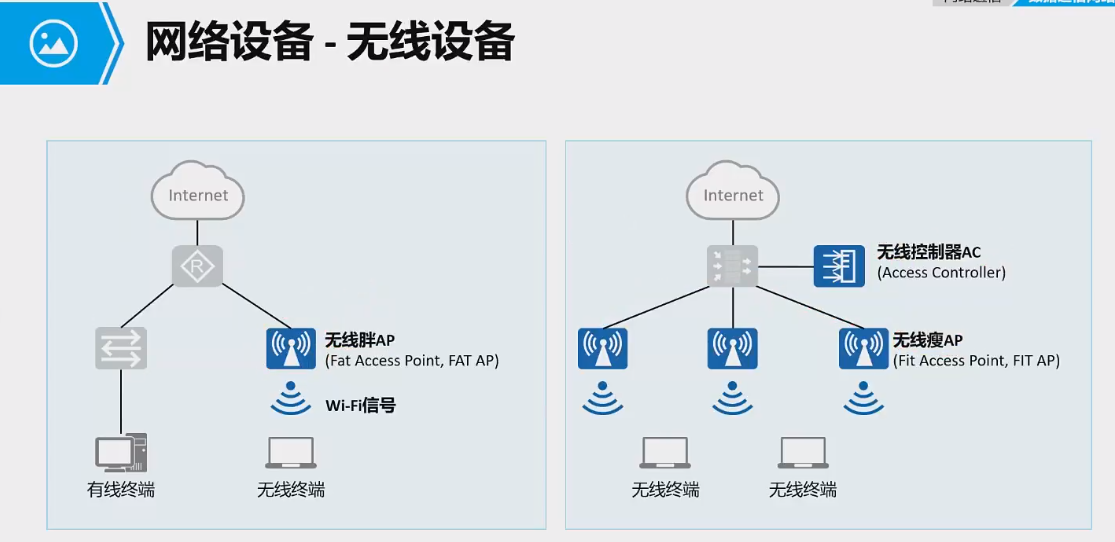 网络设备 - 无线设备
Internet
R
无线胖AP
(Fat Access Point, FAT AP)
Wi-Fi信号
有线终端
无线终端
Internet
无线控制器AC
(Access Controller)
无线瘦AP
(Fit Access Point, FIT AP)
无线终端
无线终端